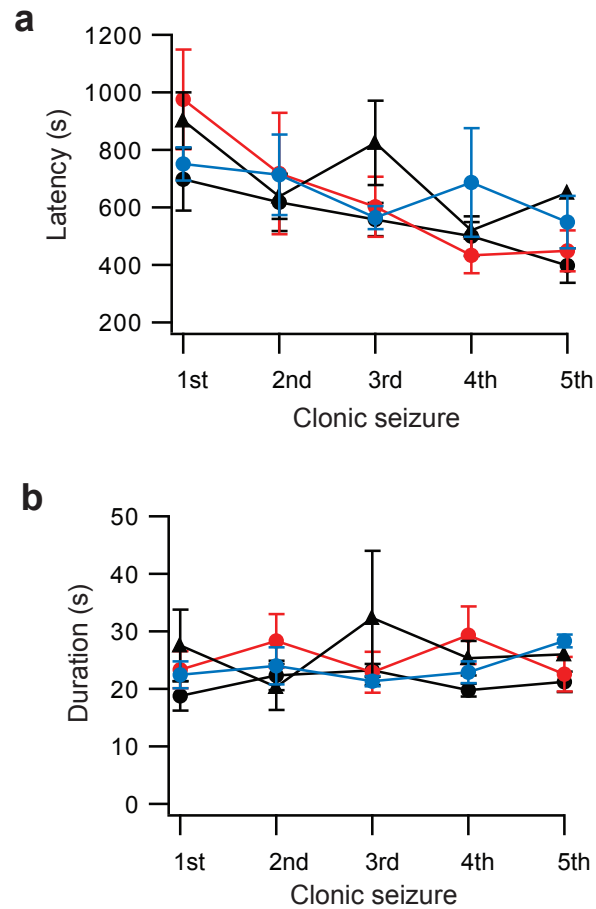 a
1200
1000
800
600
400
200
Latency (s)
1st 2nd 3rd 4th 5th
Clonic seizure
b
50
40
30
20
10
0
Duration (s)
1st 2nd 3rd 4th 5th
Clonic seizure